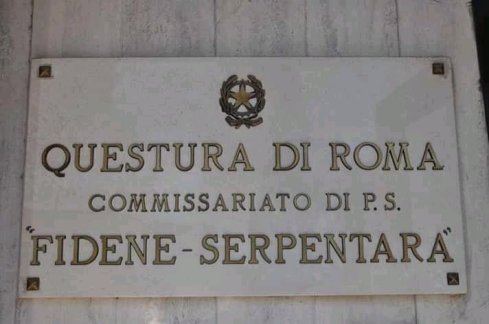 QUESTURA DI ROMA
COMMISSARIATO DI P.S.
"FIDENE-SERPENTARA"